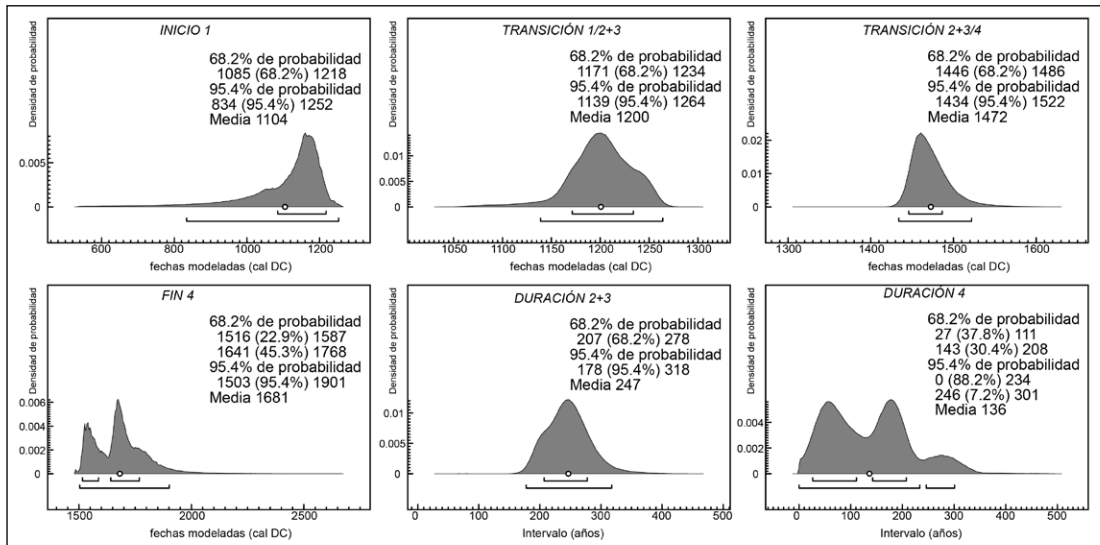 INICIO 1
Densidad de probabilidad
68.2% de probabilidad
1085 (68.2%) 1218
95.4% de probabilidad
834 (95.4%) 1252
Media 1104
0.005
0
600
800
1000
1200
fechas modeladas (cal DC)
TRANSICIÓN 1/2+3
Densidad de probabilidad
68.2% de probabilidad
1171 (68.2%) 1234
95.4% de probabilidad
1139 (95.4%) 1264
Media 1200
0.01
0.005
0
1050
1100
1150
1200
1250
1300
fechas modeladas (cal DC)
TRANSICIÓN 2+3/4
Densidad de probabilidad
68.2% de probabilidad
1446 (68.2%) 1486
95.4% de probabilidad
1434 (95.4%) 1522
Media 1472
0.02
0.01
0
1300
1400
1500
1600
fechas modeladas (cal DC)
FIN 4
Densidad de probabilidad
68.2% de probabilidad
1516 (22.9%) 1587
1641 (45.3%) 1768
95.4% de probabilidad
1503 (95.4%) 1901
Media 1681
0.006
0.004
0.002
0
1500
2000
2500
fechas modeladas (cal DC)
DURACIÓN 2+3
Densidad de probabilidad
68.2% de probabilidad
207 (68.2%) 278
95.4% de probabilidad
178 (95.4%) 318
Media 247
0.01
0.005
0
0
100
200
300
400
Intervalo (años)
DURACIÓN 4
Densidad de probabilidad
68.2% de probabilidad
27 (37.8%) 111
143 (30.4%) 208
95.4% de probabilidad
0 (88.2%) 234
246 (7.2%) 301
Media 136
0.004
0.002
0
0
100
200
300
400
500
Intervalo (años)